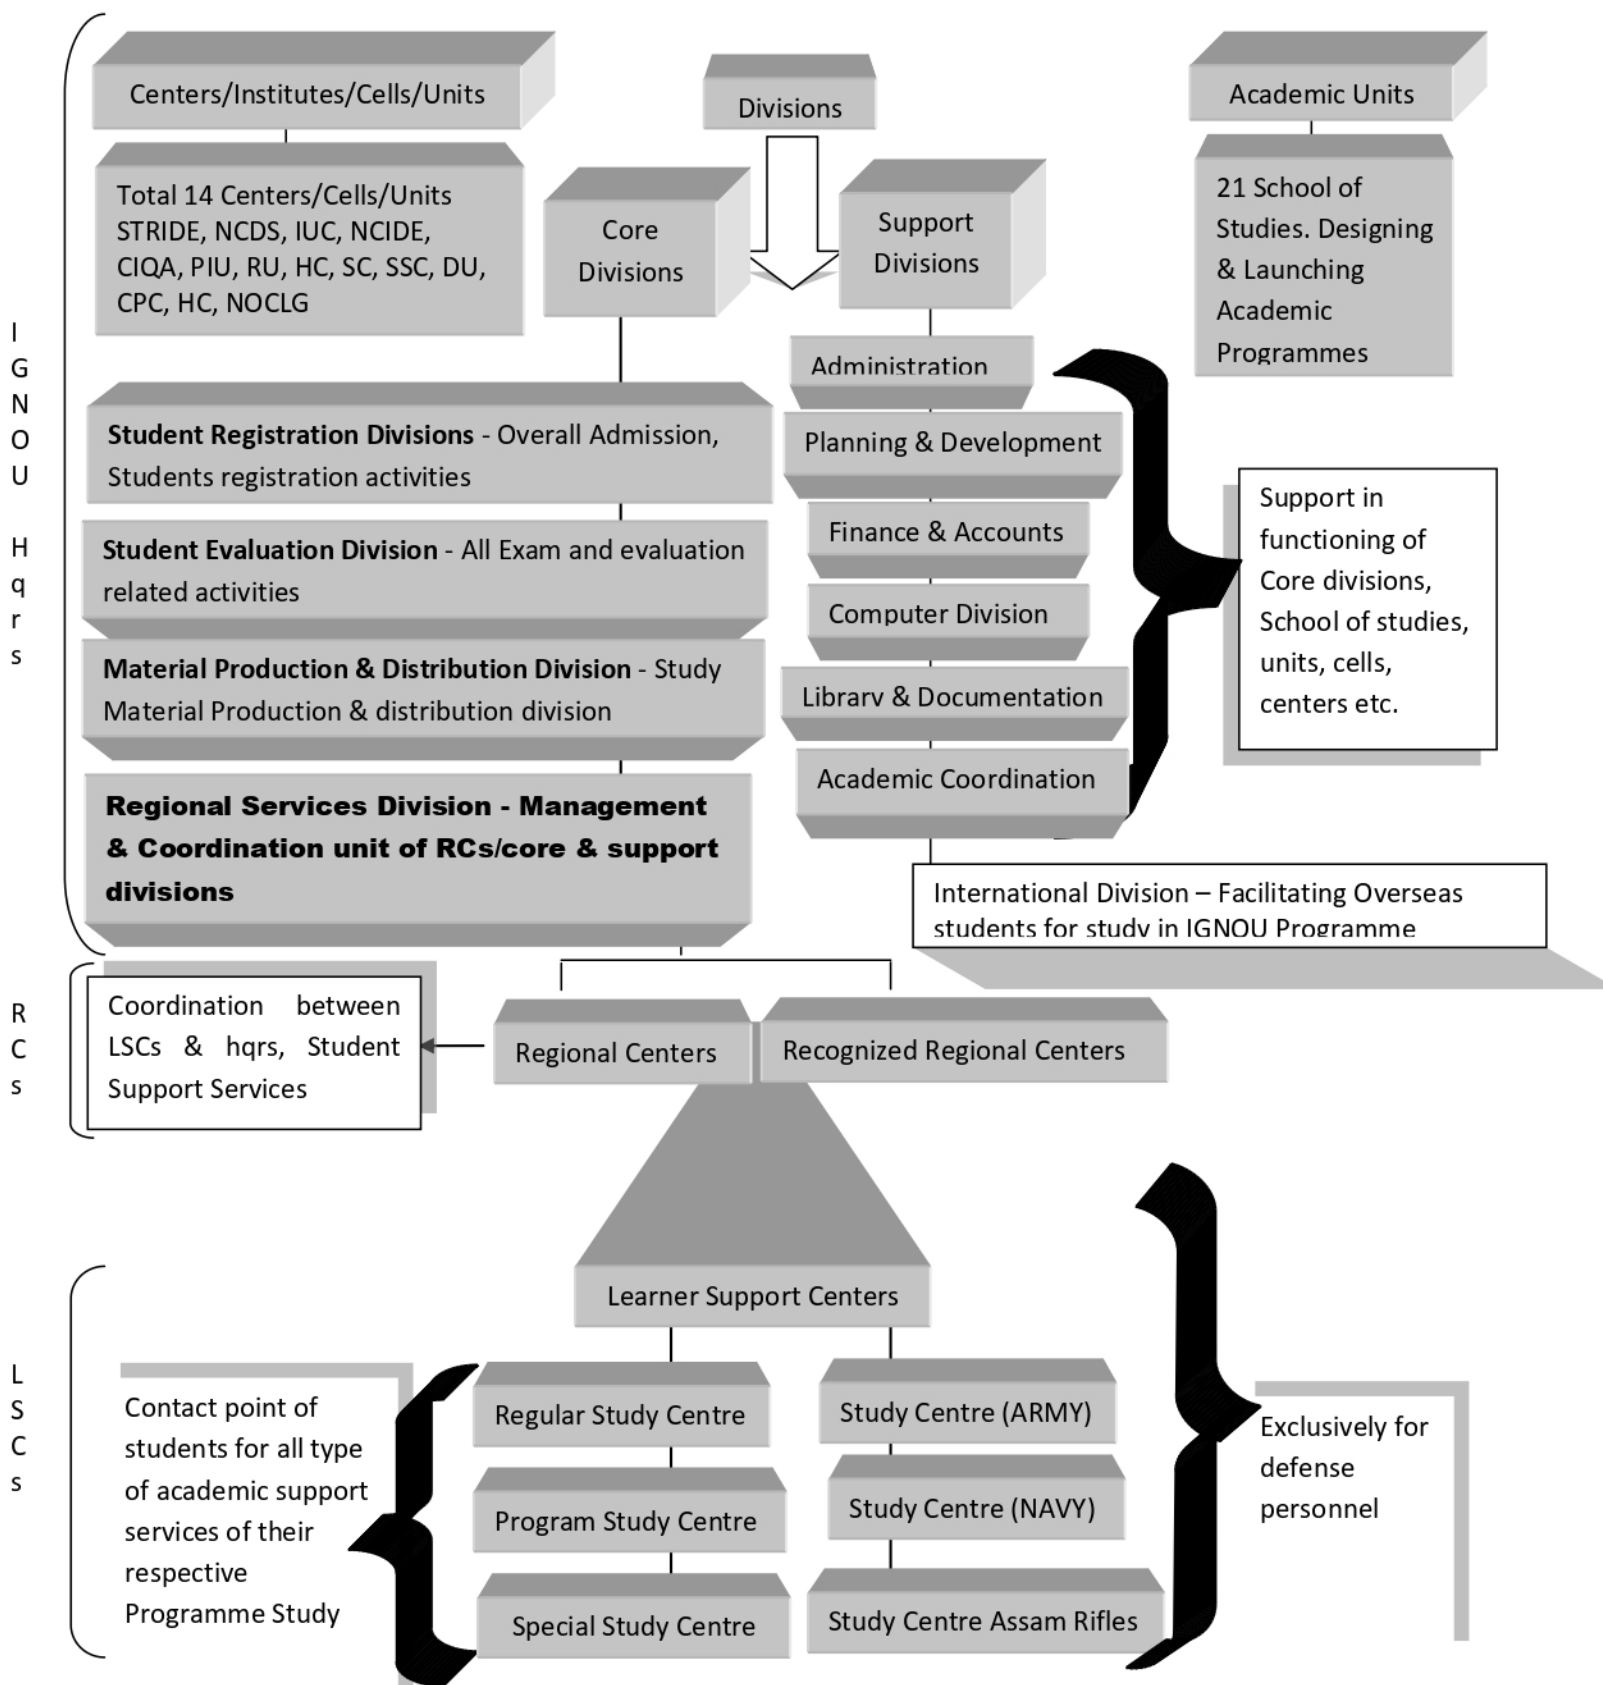 I
G
N
O
U
H
q
r
s
Centers/Institutes/Cells/Units
Total 14 Centers/Cells/Units
STRIDE, NCDS, IUC, NCIDE,
CIQA, PIU, RU, HC, SC, SSC, DU,
CPC, HC, NOCLG
Divisions
Core
Divisions
Support
Divisions
Academic Units
21 School of
Studies. Designing
& Launching
Academic
Programmes
Student Registration Divisions - Overall Admission,
Students registration activities
Student Evaluation Division - All Exam and evaluation
related activities
Material Production & Distribution Division - Study
Material Production & distribution division
Regional Services Division - Management
& Coordination unit of RCs/core & support
divisions
Administration
Planning & Development
Finance & Accounts
Computer Division
Library & Documentation
Academic Coordination
Support in
functioning of
Core divisions,
School of studies,
units, cells,
centers etc.
International Division – Facilitating Overseas
students for study in IGNOU Programme
R
C
s
Coordination between
LSCs & hqrs, Student
Support Services
Regional Centers
Recognized Regional Centers
L
S
C
s
Learner Support Centers
Contact point of
students for all type
of academic support
services of their
respective
Programme Study
Regular Study Centre
Program Study Centre
Special Study Centre
Study Centre (ARMY)
Study Centre (NAVY)
Study Centre Assam Rifles
Exclusively for
defense
personnel